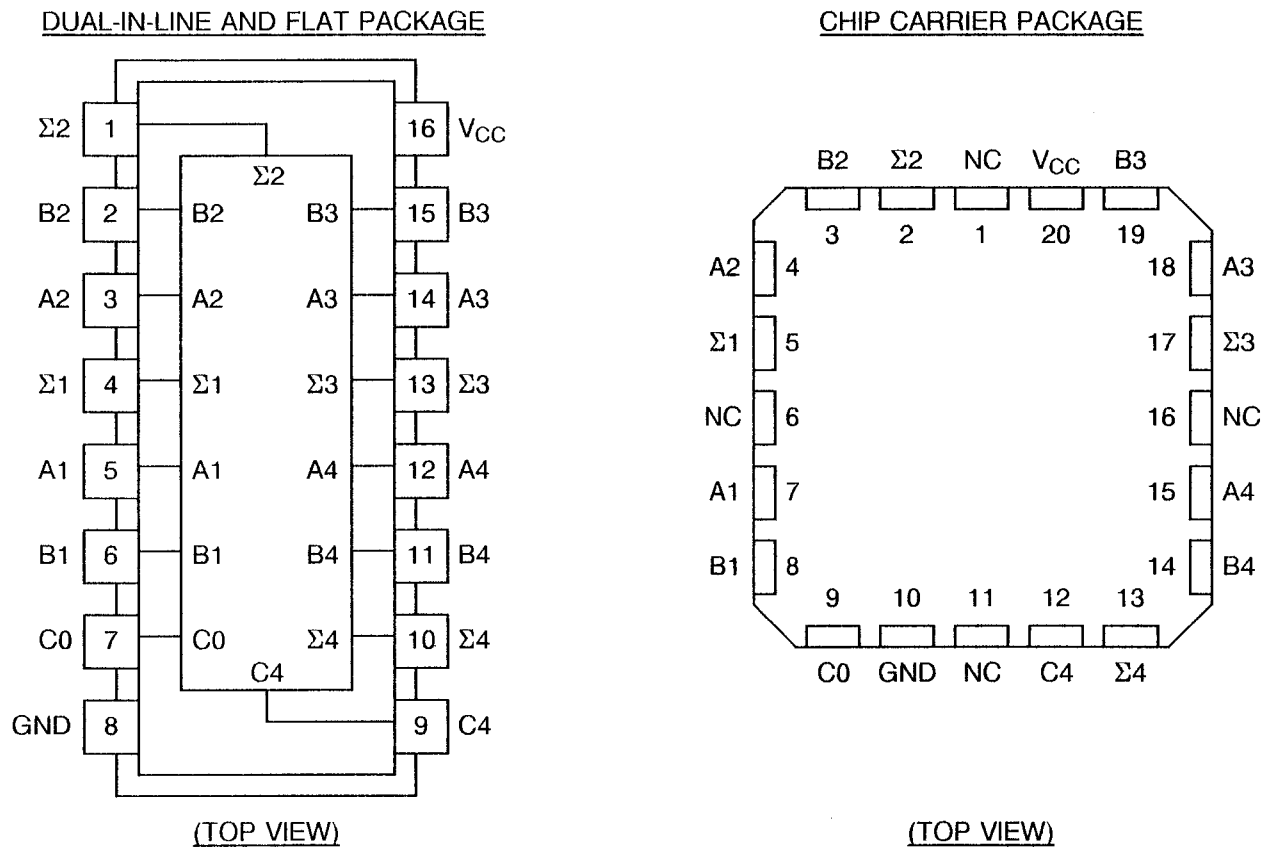 DUAL-IN-LINE AND FLAT PACKAGE
Σ2 1 16 VCC
Σ2
B2 2 B2 B3 15 B3
A2 3 A2 A3 14 A3
Σ1 4 Σ1 Σ3 13 Σ3
A1 5 A1 A4 12 A4
B1 6 B1 B4 11 B4
C0 7 C0 Σ4 10 Σ4
C4
GND 8 9 C4
(TOP VIEW)
CHIP CARRIER PACKAGE
B2 Σ2 NC VCC B3
3 2 1 20 19
A2 4 18 A3
Σ1 5 17 Σ3
NC 6 16 NC
A1 7 15 A4
B1 8 14 B4
9 10 11 12 13
C0 GND NC C4 Σ4
(TOP VIEW)